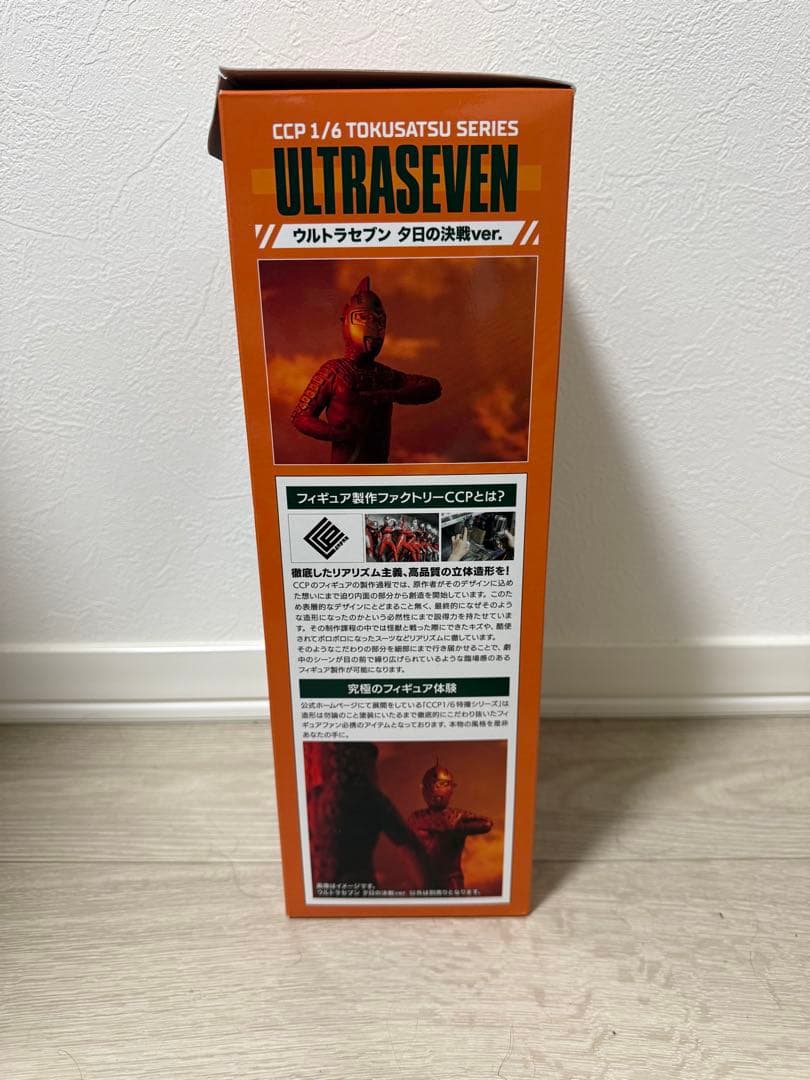 CCP 1/6 TOKUSATSU SERIES
ULTRASEVEN
ウルトラセブン 夕日の決戦ver.
フィギュア製作ファクトリーCCPとは?
徹底したリアリズム主義、高品質の立体造形を!
CCPのフィギュアの製作過程では、原作者がそのデザインに込め
た想いにまで迫り内面の部分から創造を開始しています。このた
め表層的なデザインにとどまること無く、最終的になぜそのよう
な造形になったのかという必然性にまで説得力を持たせていま
す。その制作課程の中では怪獣と戦った際にできたキズや、酷使
されてボロボロになったスーツなどリアリズムに徹しています。
そのようなこだわりの部分を細部にまで行き届かせることで、劇
中のシーンが目の前で繰り広げられているような臨場感のある
フィギュア製作が可能になります。
究極のフィギュア体験
公式ホームページにて展開をしている「CCP1/6特撮シリーズ」は
造形は勿論のこと塗装にいたるまで徹底的にこだわり抜いたフィ
ギュアファン必携のアイテムとなっております。本物の風格を是非
あなたの手に。
画像はイメージです。
ウルトラセブン 夕日の決戦ver.